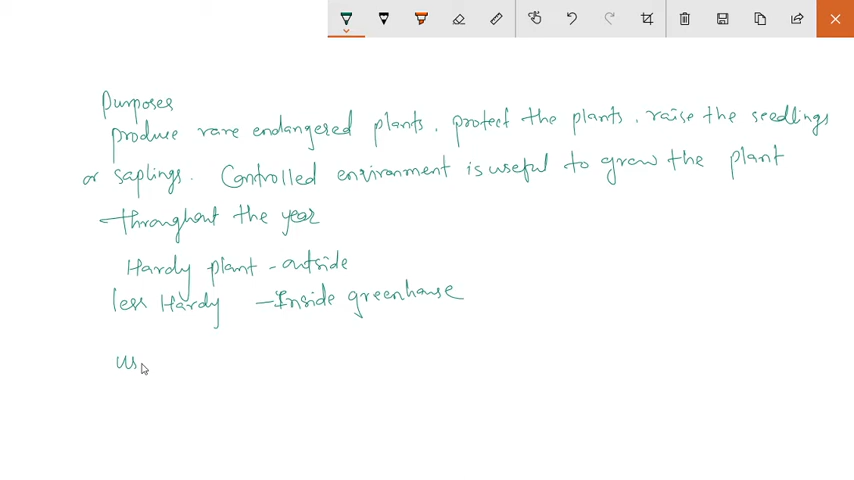 Purposes
produce rare endangered plants, protect the plants, raise the seedlings
or saplings. Controlled environment is useful to grow the plant
throughout the year
Hardy plant - outside
less Hardy - Inside greenhouse
us